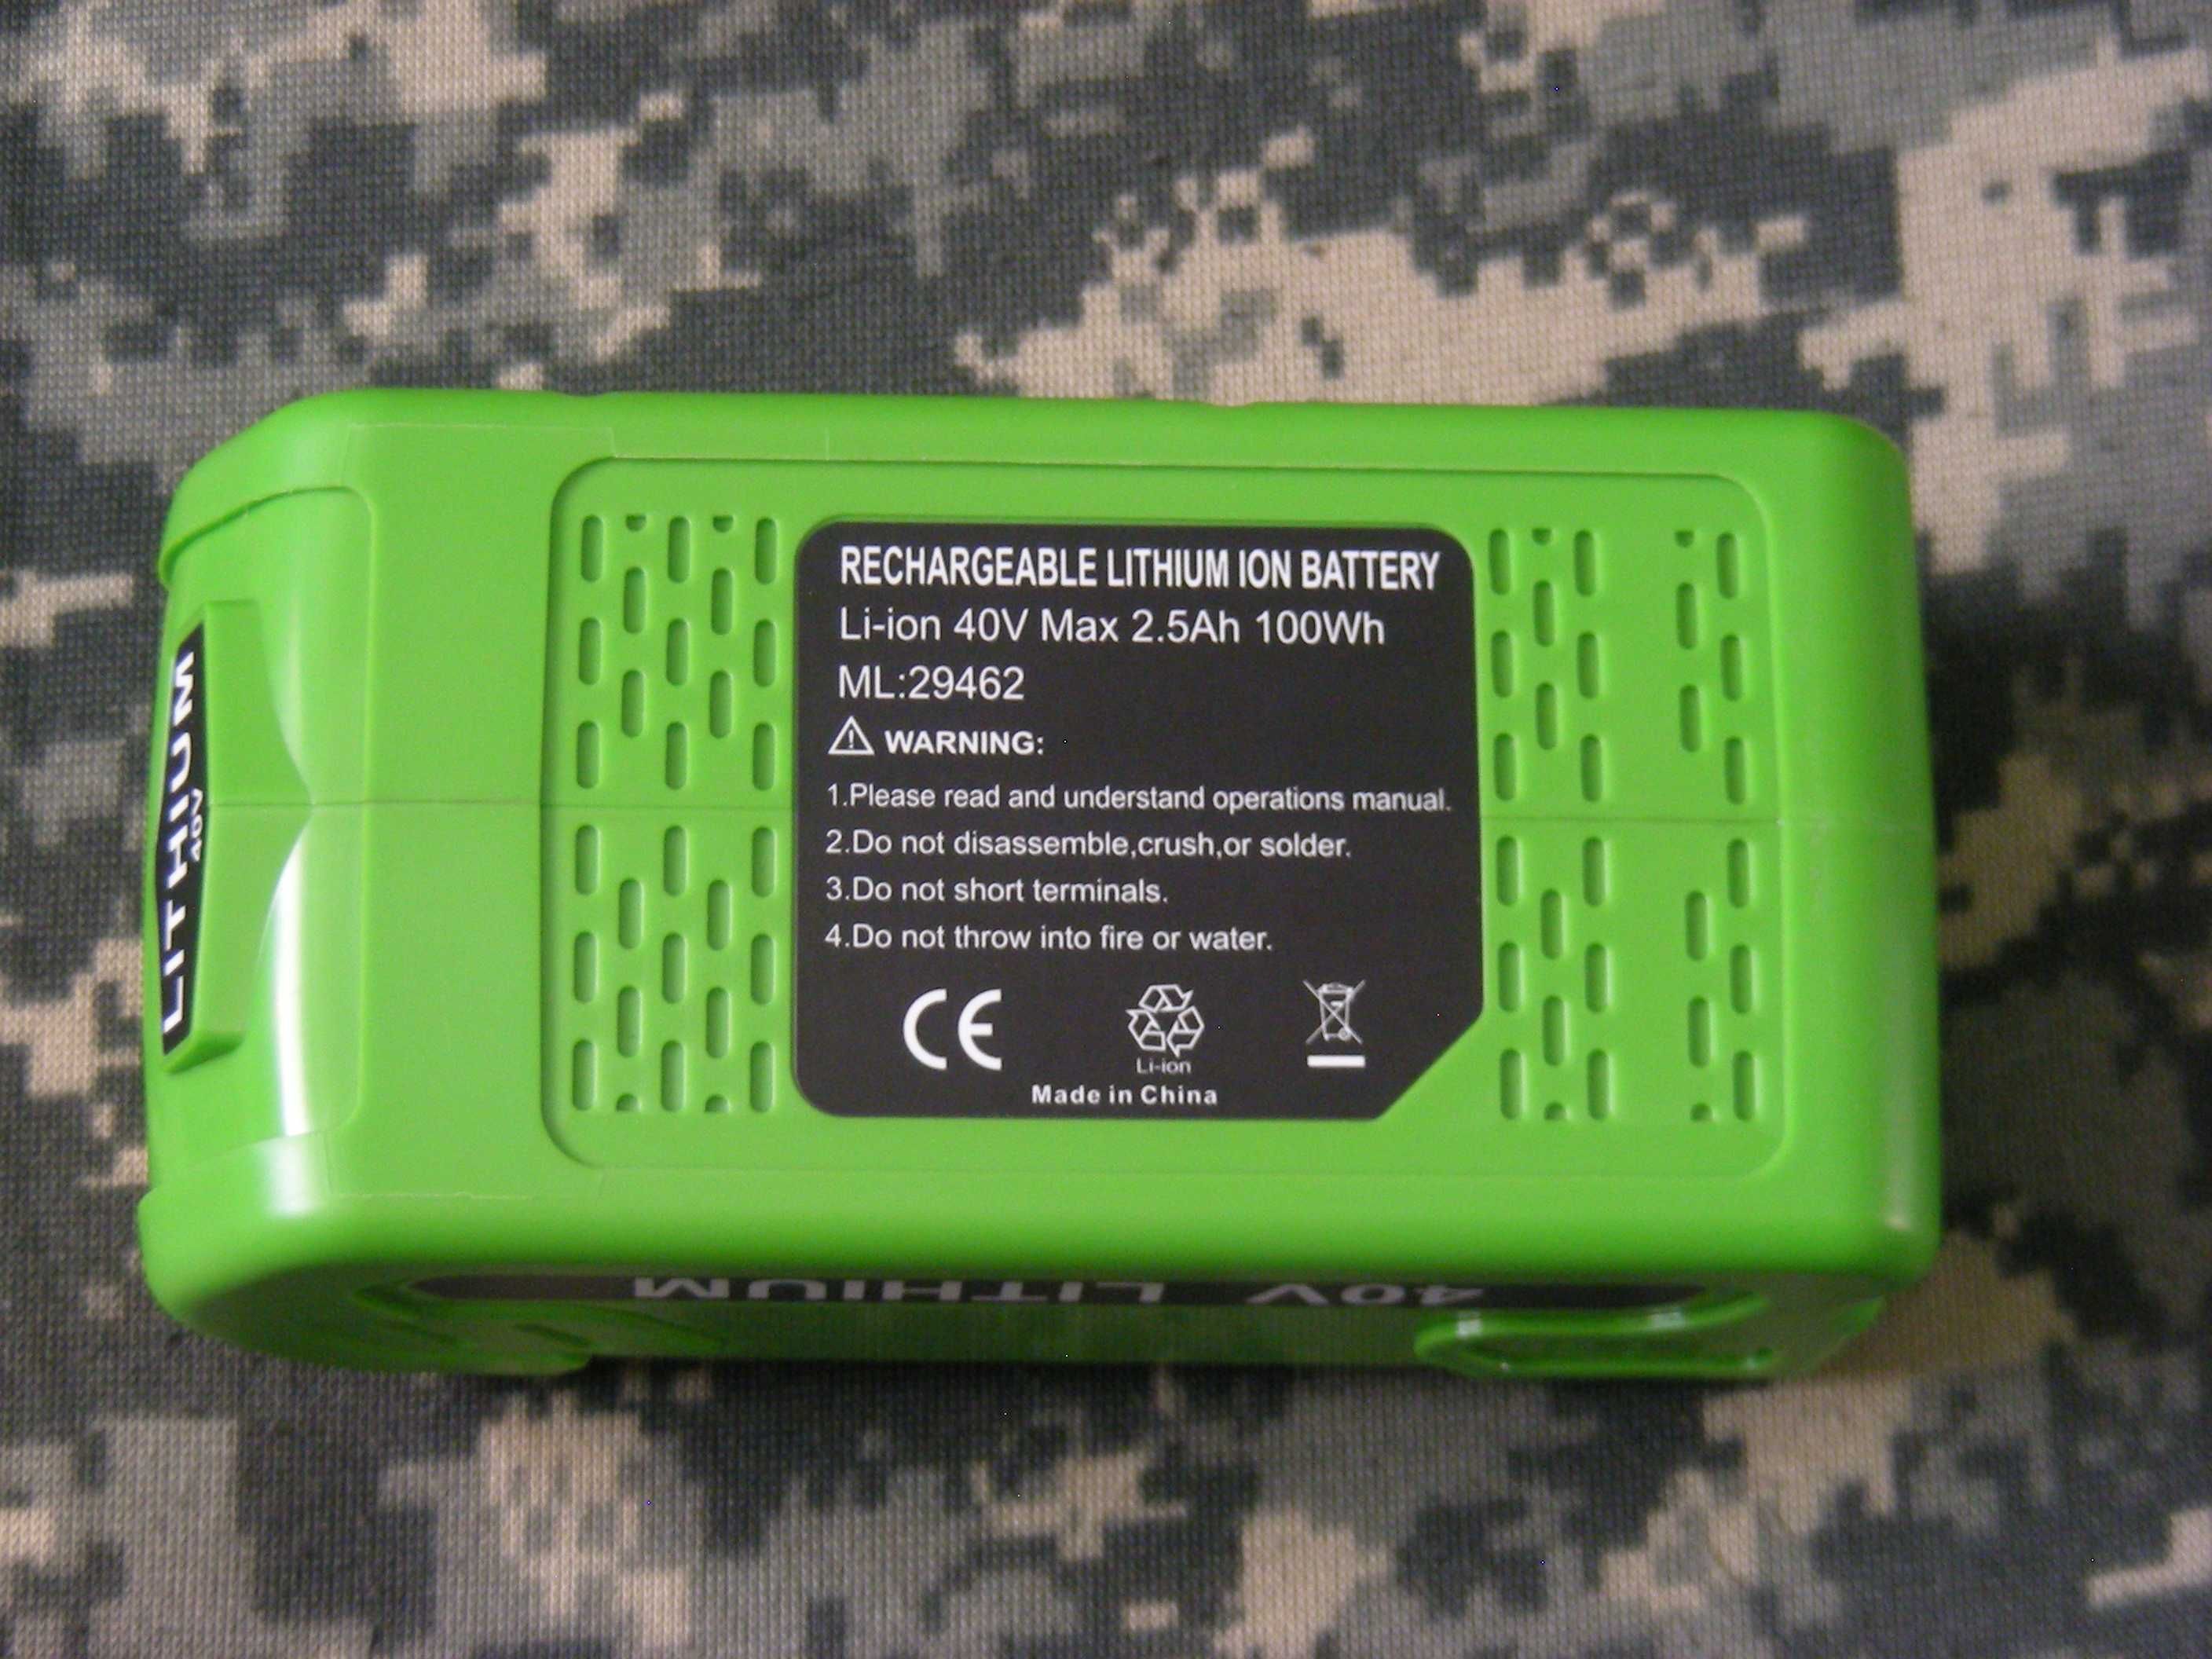 RECHARGEABLE LITHIUM ION BATTERY
Li-ion 40V Max 2.5Ah 100Wh
ML:29462
WARNING:
1.Please read and understand operations manual.
2.Do not disassemble,crush,or solder.
3.Do not short terminals.
4.Do not throw into fire or water.
CE
Li-ion
Made in China
LITHIUM
40V
40V LITHIUM